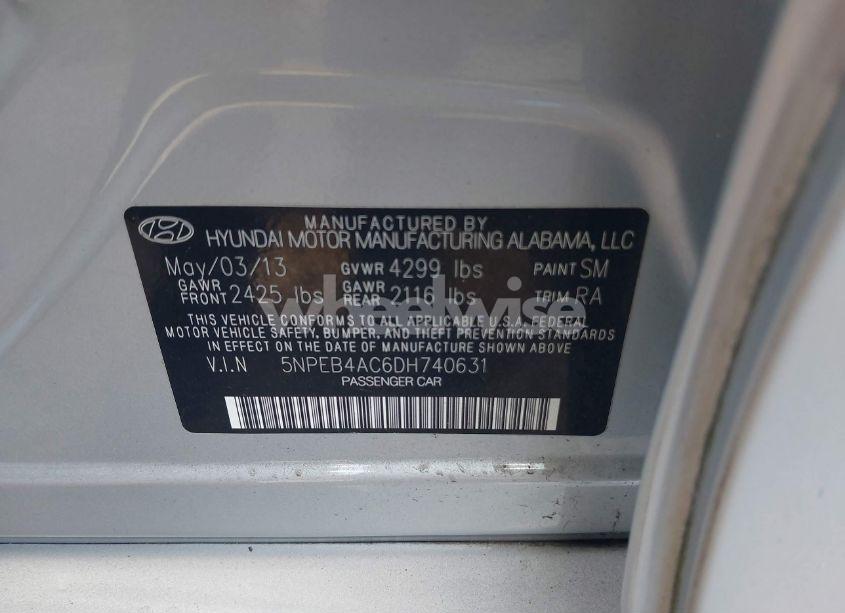 MANUFACTURED BY
HYUNDAI MOTOR MANUFACTURING ALABAMA, LLC
May/03/13 GVWR 4299 lbs PAINT SM
GAWR FRONT 2425 lbs GAWR REAR 2116 lbs TRIM RA
wheelwise
THIS VEHICLE CONFORMS TO ALL APPLICABLE U.S.A. FEDERAL
MOTOR VEHICLE SAFETY, BUMPER, AND THEFT PREVENTION STANDARDS
IN EFFECT ON THE DATE OF MANUFACTURE SHOWN ABOVE
V.I.N 5NPEB4AC6DH740631
PASSENGER CAR